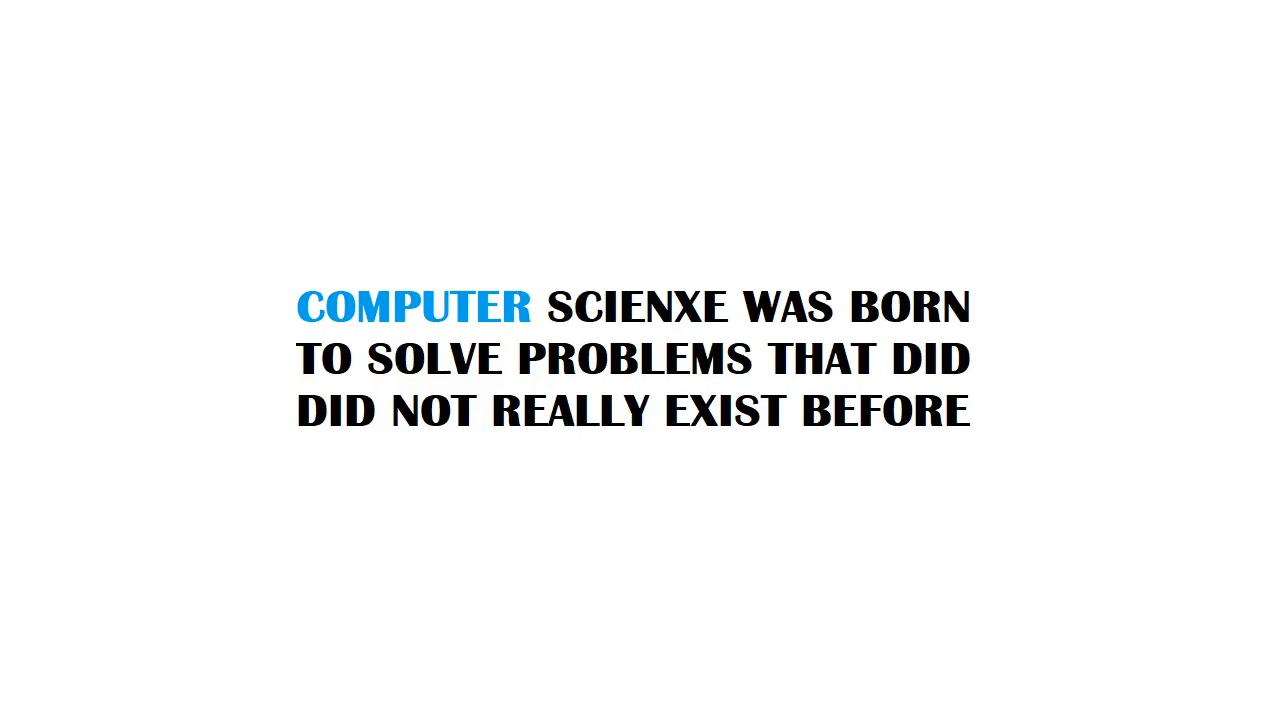 COMPUTER SCIENXE WAS BORN
TO SOLVE PROBLEMS THAT DID
DID NOT REALLY EXIST BEFORE